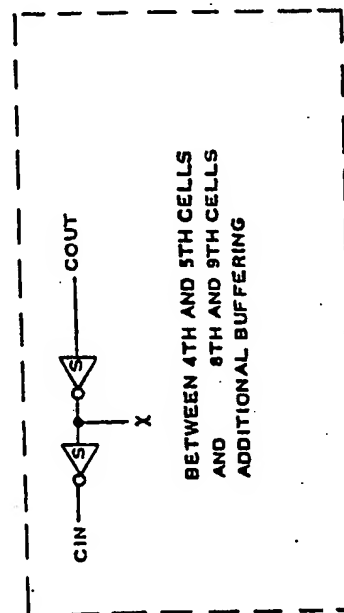 CIN
S
X
S
COUT
BETWEEN 4TH AND 5TH CELLS
AND 8TH AND 9TH CELLS
ADDITIONAL BUFFERING